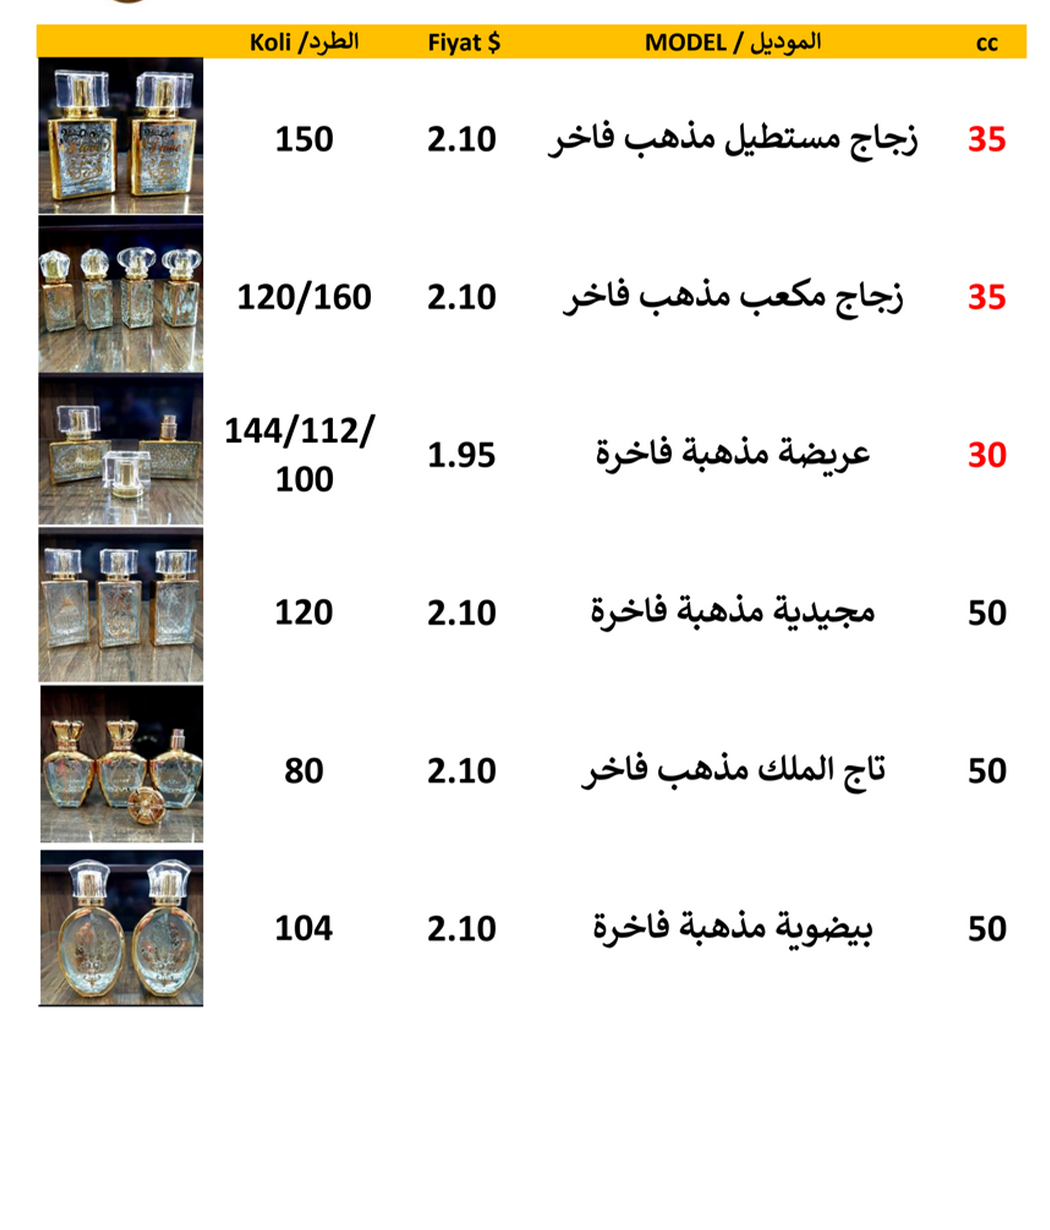 Koli /الطرد Fiyat $ MODEL / الموديل cc
150 2.10 زجاج مستطيل مذهب فاخر 35
120/160 2.10 زجاج مكعب مذهب فاخر 35
144/112/
100 1.95 عريضة مذهبة فاخرة 30
120 2.10 مجيدية مذهبة فاخرة 50
80 2.10 تاج الملك مذهب فاخر 50
104 2.10 بيضوية مذهبة فاخرة 50